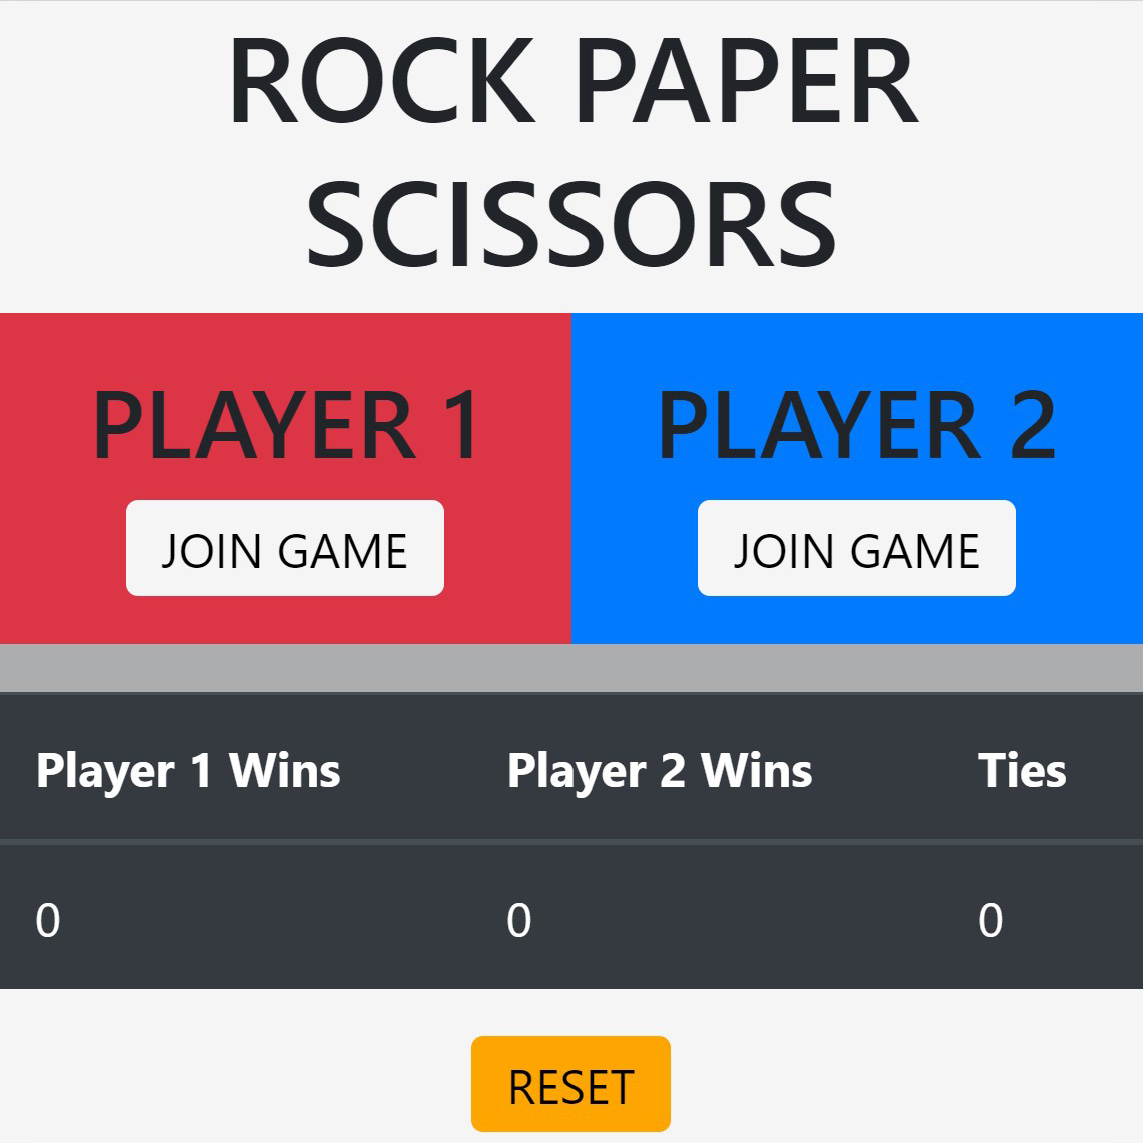 ROCK PAPER
SCISSORS
PLAYER 1
PLAYER 2
JOIN GAME
JOIN GAME
Player 1 Wins
Player 2 Wins
Ties
0
0
0
RESET